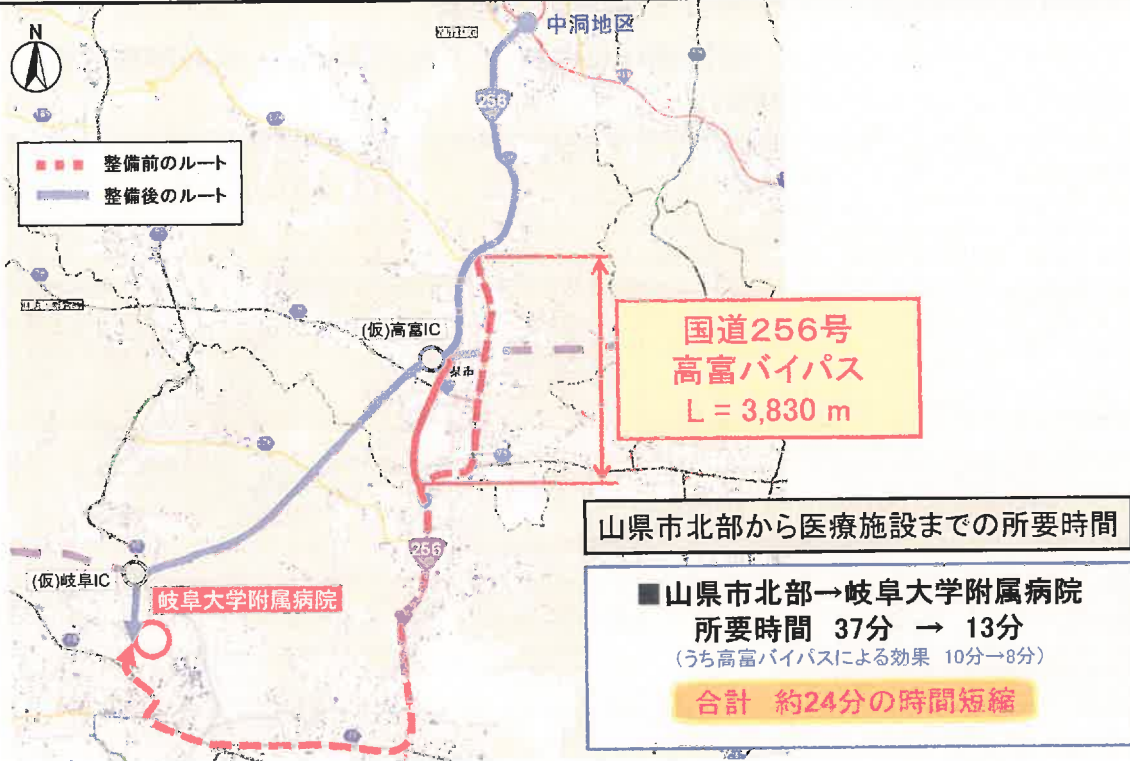 N
中洞地区
256
整備前のルート
整備後のルート
(仮)高富IC
国道256号
高富バイパス
L = 3,830 m
256
(仮)岐阜IC
岐阜大学附属病院
山県市北部から医療施設までの所要時間
■山県市北部→岐阜大学附属病院
所要時間 37分 → 13分
(うち高富バイパスによる効果 10分→8分)
合計 約24分の時間短縮